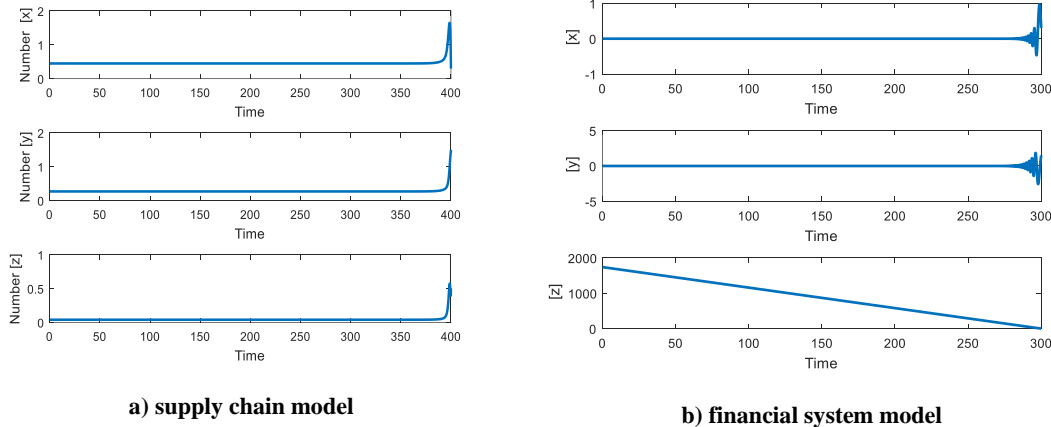 Number [x]
2
1
0
0 50 100 150 200 250 300 350 400
Time
Number [y]
2
1
0
0 50 100 150 200 250 300 350 400
Time
Number [z]
1
0.5
0
0 50 100 150 200 250 300 350 400
Time
a) supply chain model
[x]
1
0
-1
0 50 100 150 200 250 300
Time
[y]
5
0
-5
0 50 100 150 200 250 300
Time
[z]
2000
1000
0
0 50 100 150 200 250 300
Time
b) financial system model